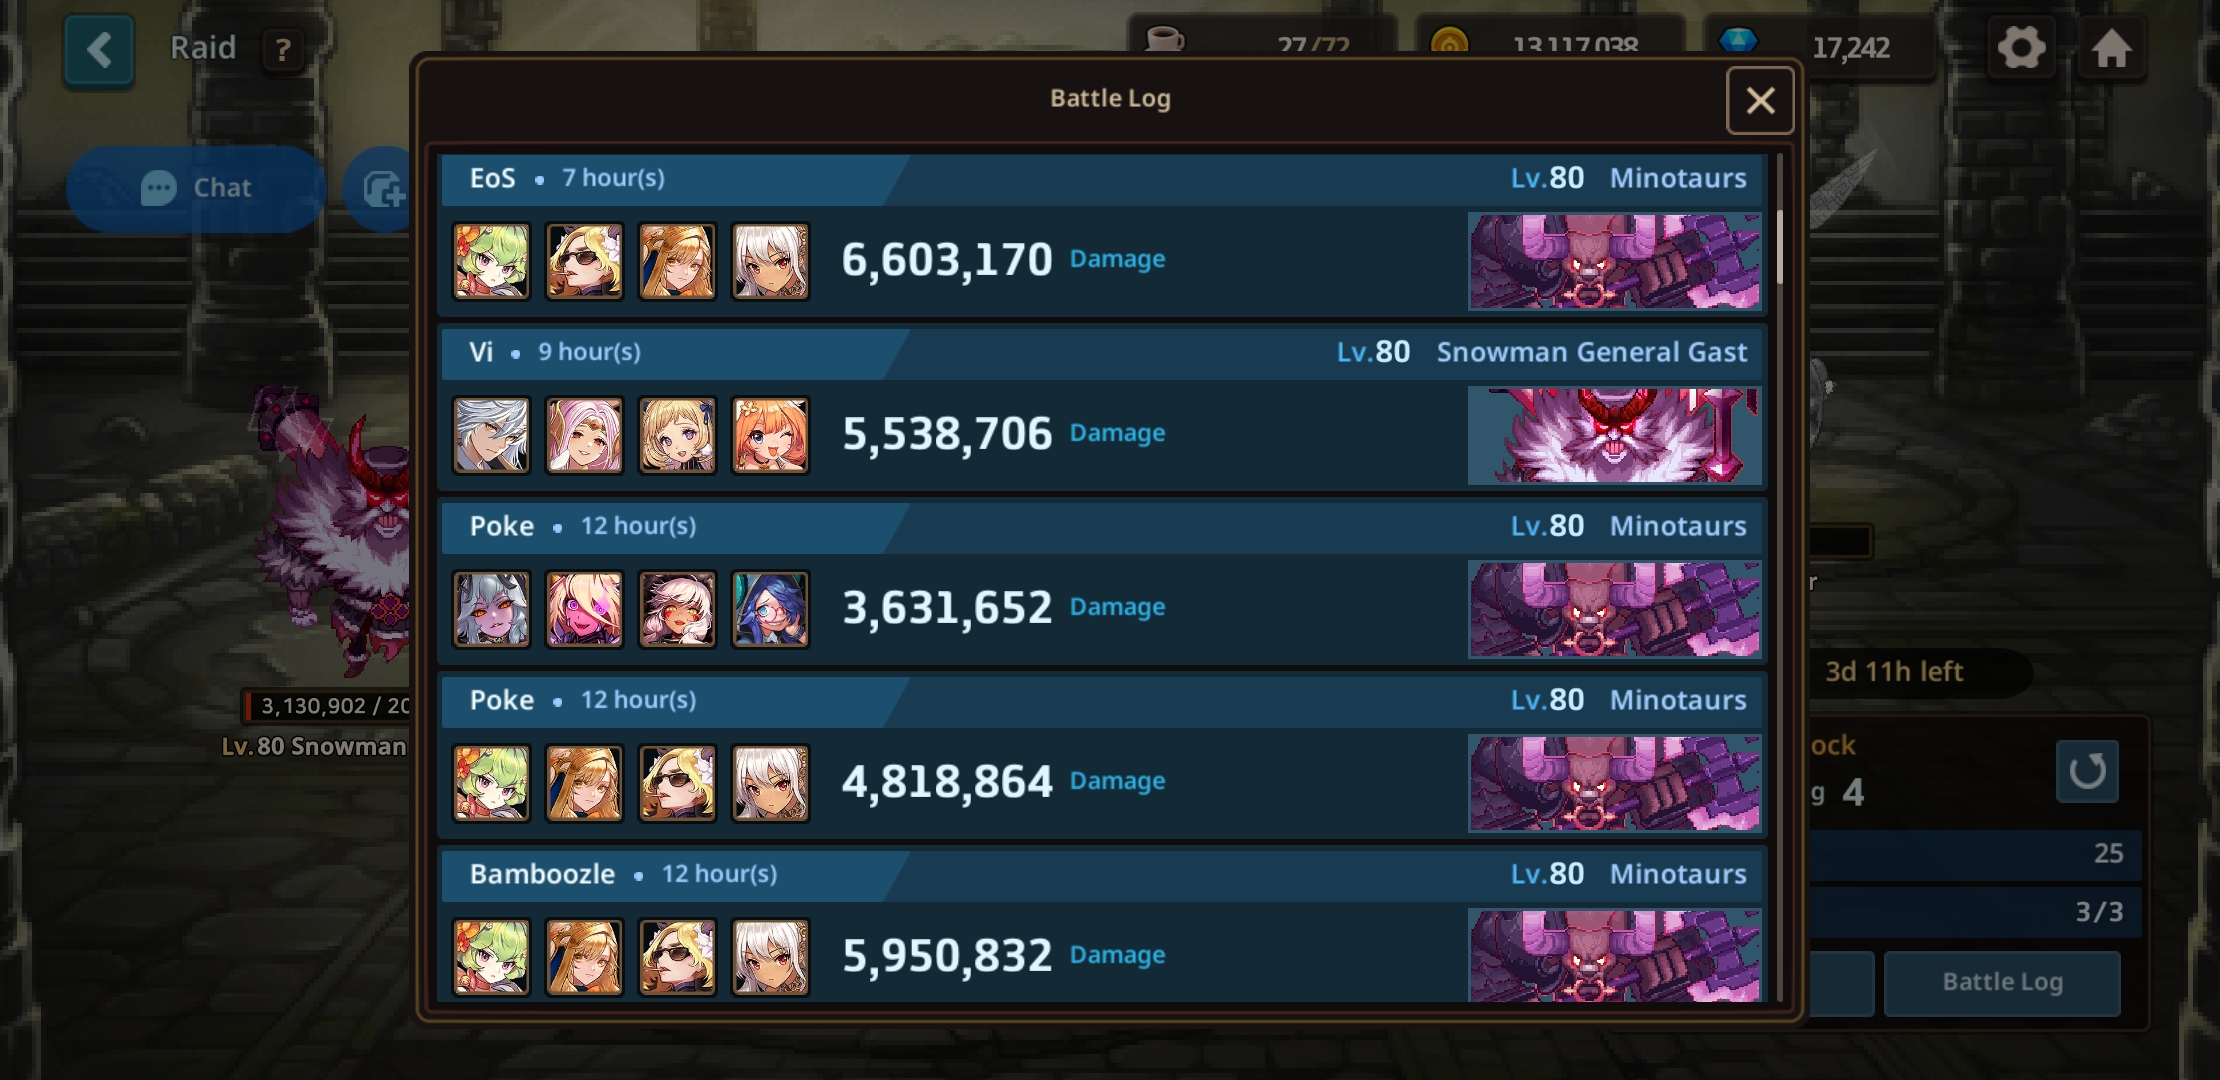 Raid ?
27/72
13,117,038
17,242
Battle Log
Chat
EoS • 7 hour(s)
Lv.80 Minotaurs
6,603,170 Damage
Vi • 9 hour(s)
Lv.80 Snowman General Gast
5,538,706 Damage
Poke • 12 hour(s)
Lv.80 Minotaurs
3,631,652 Damage
Poke • 12 hour(s)
Lv.80 Minotaurs
4,818,864 Damage
Bamboozle • 12 hour(s)
Lv.80 Minotaurs
5,950,832 Damage
3,130,902 / 20
Lv.80 Snowman
r
3d 11h left
ock
g 4
25
3/3
Battle Log